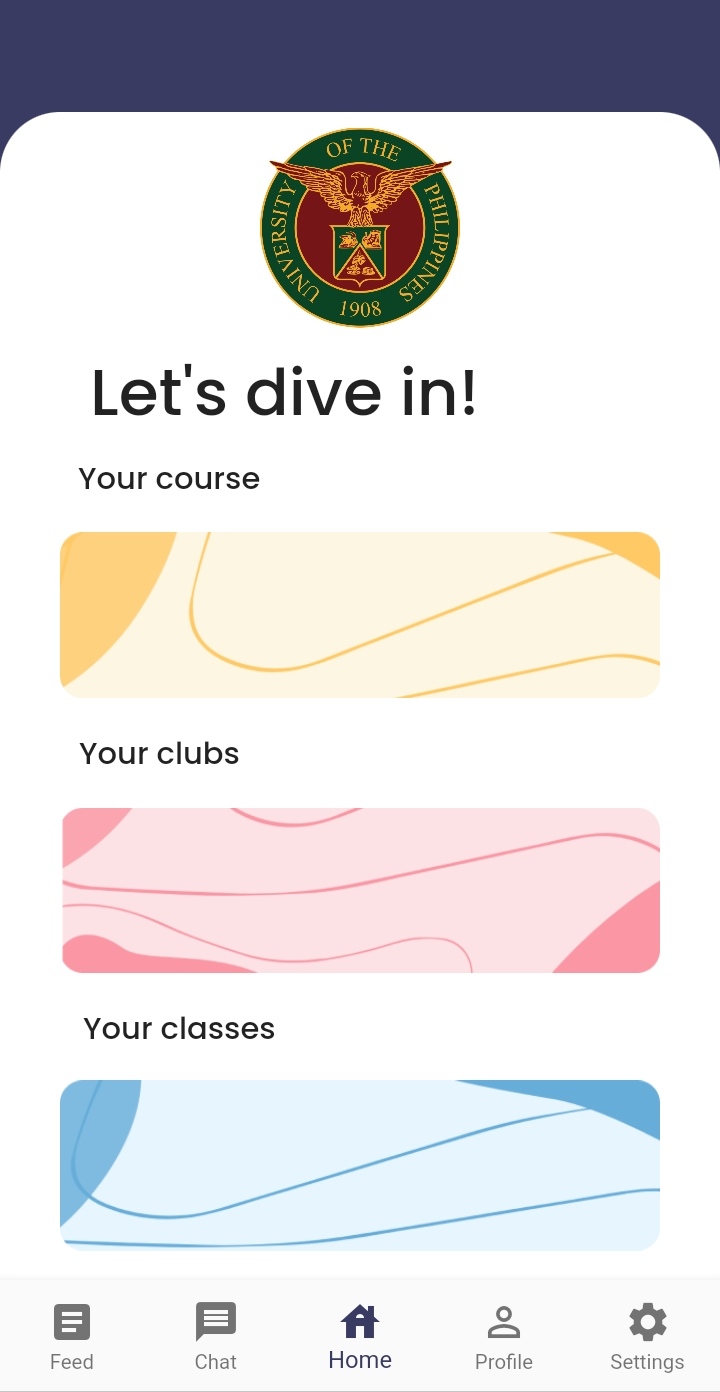 UNIVERSITY OF THE PHILIPPINES
1908
Let's dive in!
Your course
Your clubs
Your classes
Feed
Chat
Home
Profile
Settings